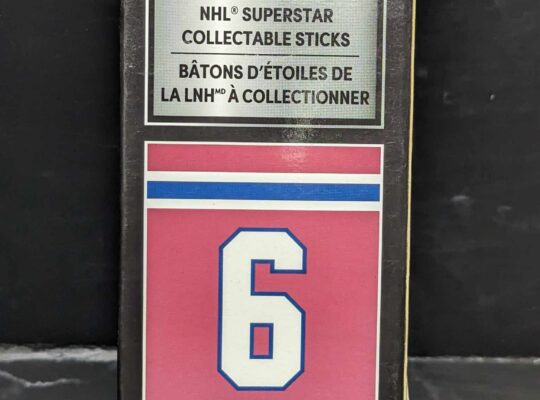 NHL® SUPERSTAR
COLLECTABLE STICKS
BÂTONS D'ÉTOILES DE
LA LNHᴹᴰ À COLLECTIONNER
6